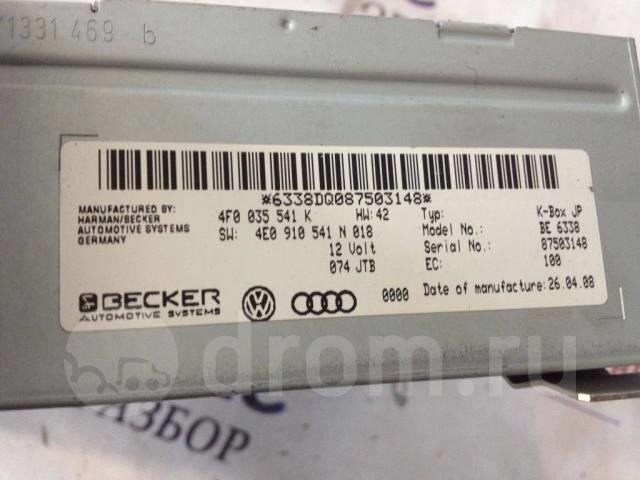 1331 469 b
*6338DQ087503148*
MANUFACTURED BY:
HARMAN/BECKER
AUTOMOTIVE SYSTEMS
GERMANY
4F0 035 541 K HW:42
SW: 4E0 910 541 N 018
12 Volt
074 JTB
Typ: K-Box JP
Model No.: BE 6338
Serial No.: 87503148
EC: 100
BECKER
AUTOMOTIVE SYSTEMS
0000 Date of manufacture:26.04.08
drom.ru
РАЗБОР